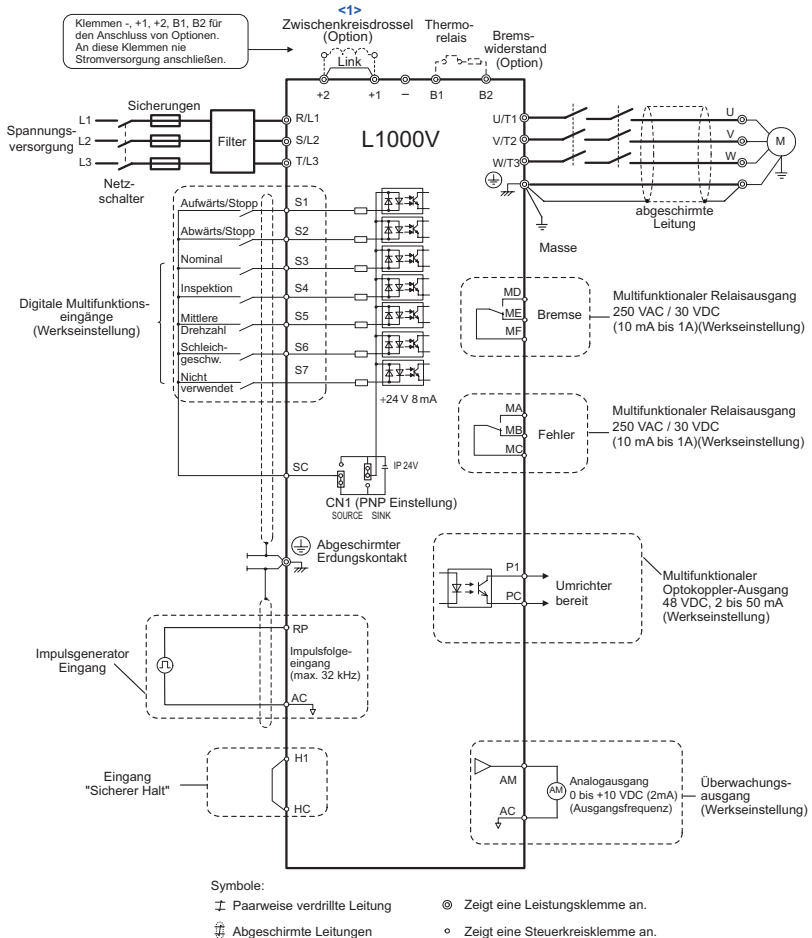 Klemmen -, +1, +2, B1, B2 für
den Anschluss von Optionen.
An diese Klemmen nie
Stromversorgung anschließen.
<1>
Zwischenkreisdrossel
(Option)
Link
Thermo-
relais
Brems-
widerstand
(Option)
+2
+1
–
B1
B2
Spannungs-
versorgung
L1
L2
L3
Sicherungen
Netz-
schalter
Filter
R/L1
S/L2
T/L3
L1000V
U/T1
V/T2
W/T3
U
V
W
M
abgeschirmte
Leitung
Masse
Digitale Multifunktions-
eingänge
(Werkseinstellung)
Aufwärts/Stopp
S1
Abwärts/Stopp
S2
Nominal
S3
Inspektion
S4
Mittlere
Drehzahl
S5
Schleich-
geschw.
S6
Nicht
verwendet
S7
+24 V 8 mA
SC
IP 24V
CN1 (PNP Einstellung)
SOURCE SINK
MD
ME
MF
Bremse
Multifunktionaler Relaisausgang
250 VAC / 30 VDC
(10 mA bis 1A)(Werkseinstellung)
MA
MB
MC
Fehler
Multifunktionaler Relaisausgang
250 VAC / 30 VDC
(10 mA bis 1A)(Werkseinstellung)
Abgeschirmter
Erdungskontakt
P1
PC
Umrichter
bereit
Multifunktionaler
Optokoppler-Ausgang
48 VDC, 2 bis 50 mA
(Werkseinstellung)
Impulsgenerator
Eingang
RP
Impulsfolge-
eingang
(max. 32 kHz)
AC
Eingang
"Sicherer Halt"
H1
HC
AM
AM
Analogausgang
0 bis +10 VDC (2mA)
(Ausgangsfrequenz)
AC
Überwachungs-
ausgang
(Werkseinstellung)
Symbole:
Paarweise verdrillte Leitung
Zeigt eine Leistungsklemme an.
Abgeschirmte Leitungen
Zeigt eine Steuerkreisklemme an.